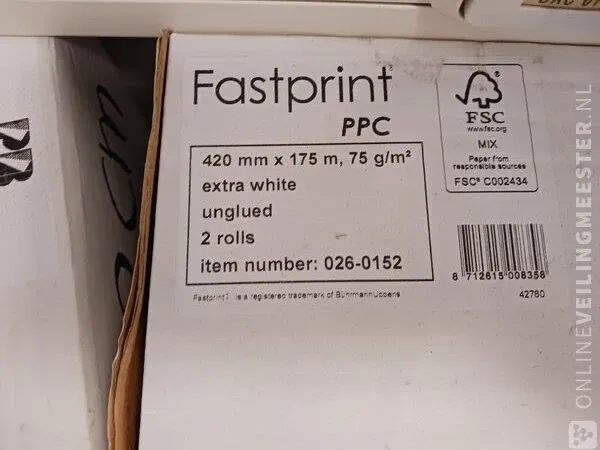 Fastprint®
PPC
420 mm x 175 m, 75 g/m²
extra white
unglued
2 rolls
item number: 026-0152
Fastprint® is a registered trademark of BührmannUbbens
FSC
www.fsc.org
MIX
Paper from
responsible sources
FSC® C002434
8 712615 008358
42760
ONLINEVEILINGMEESTER.NL